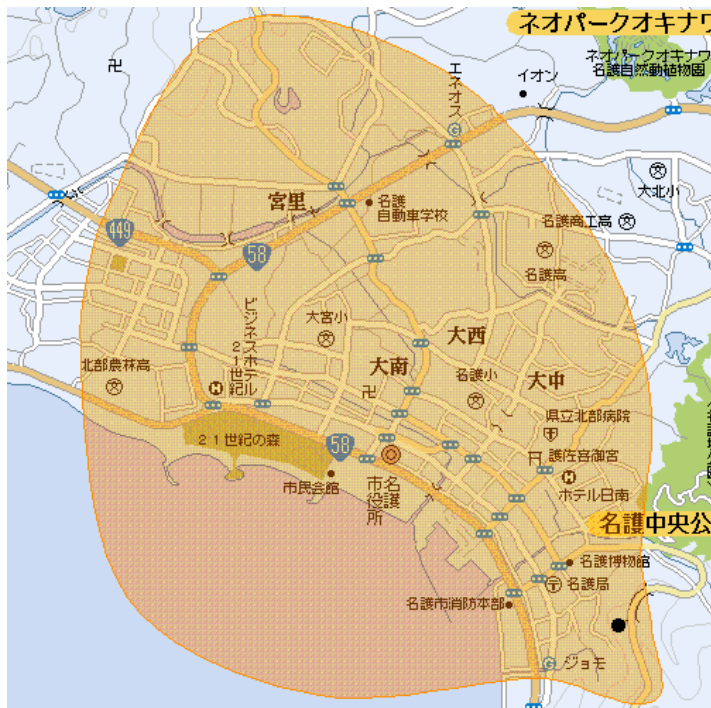 ネオパークオキナワ
ネオパークオキナワ
名護自然動植物園
イオン
エネオス
大北小
名護商工高
名護高
名護
自動車学校
宮里
449
58
ビジネスホテル
21世紀
大宮小
大西
大南
大中
名護小
北部農林高
県立北部病院
護佐喜御宮
21世紀の森
58
市民会館
名護
市役所
ホテル日南
名護中央公
名護博物館
名護局
名護市消防本部
ジョモ